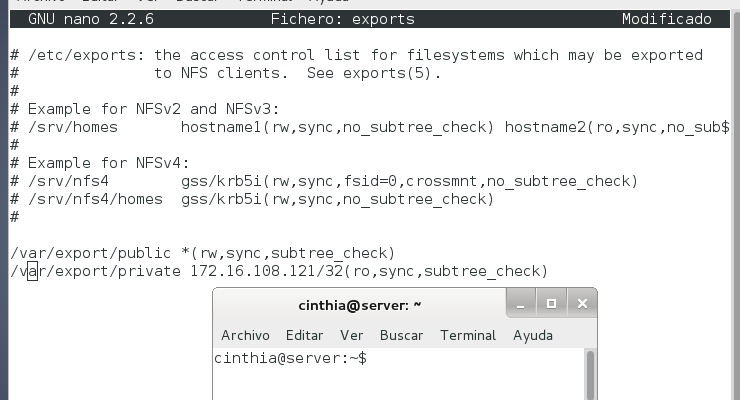 GNU nano 2.2.6 Fichero: exports Modificado
# /etc/exports: the access control list for filesystems which may be exported
# to NFS clients. See exports(5).
#
# Example for NFSv2 and NFSv3:
# /srv/homes hostname1(rw,sync,no_subtree_check) hostname2(ro,sync,no_sub$
#
# Example for NFSv4:
# /srv/nfs4 gss/krb5i(rw,sync,fsid=0,crossmnt,no_subtree_check)
# /srv/nfs4/homes gss/krb5i(rw,sync,no_subtree_check)
#
/var/export/public *(rw,sync,subtree_check)
/var/export/private 172.16.108.121/32(ro,sync,subtree_check)
cinthia@server: ~
Archivo Editar Ver Buscar Terminal Ayuda
cinthia@server:~$